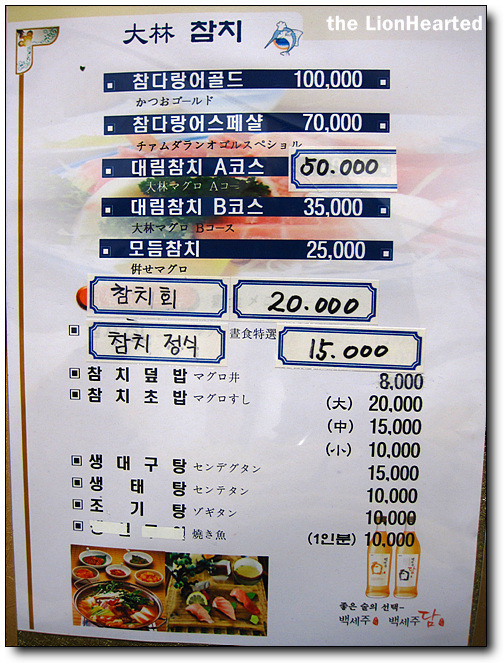 the LionHearted
大林 참치
참다랑어골드 100,000
かつおゴールド
참다랑어스페샬 70,000
チァムダランオゴルスペショル
대림참치 A코스 50.000
大林マグロ Aコース
대림참치 B코스 35,000
大林マグロ Bコース
모듬참치 25,000
併せマグロ
참치회 20.000
참치 정식 晝食特選 15.000
참치덮밥 マグロ丼 8,000
참치초밥 マグロすし (大) 20,000
(中) 15,000
(小) 10,000
생대구탕 センデグタン 15,000
생태탕 センテタン 10,000
조기탕 ゾギタン 10,000
焼き魚 (1인분) 10,000
좋은 술의 선택~
백세주 백세주담